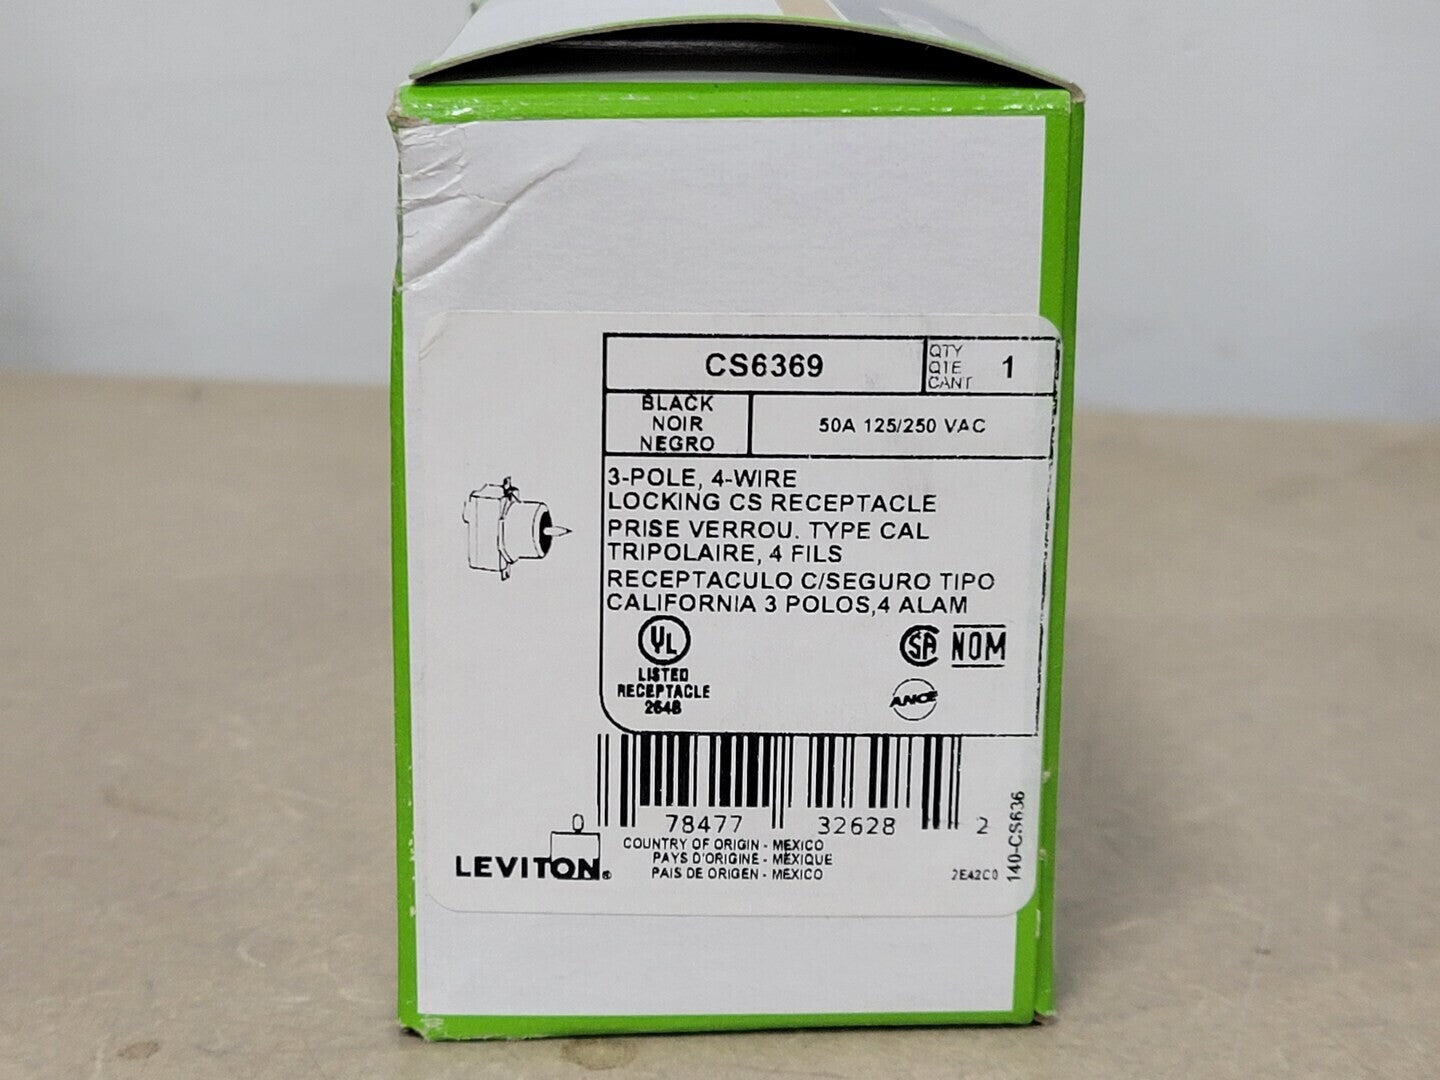 CS6369
QTY
QTE
CANT
1
BLACK
NOIR
NEGRO
50A 125/250 VAC
3-POLE, 4-WIRE
LOCKING CS RECEPTACLE
PRISE VERROU. TYPE CAL
TRIPOLAIRE, 4 FILS
RECEPTACULO C/SEGURO TIPO
CALIFORNIA 3 POLOS,4 ALAM
UL
LISTED
RECEPTACLE
264B
SA NOM
ANCE
0 78477 32628 2
COUNTRY OF ORIGIN - MEXICO
PAYS D'ORIGINE - MÉXIQUE
PAIS DE ORIGEN - MÉXICO
LEVITON®
2E42C0
140-CS636